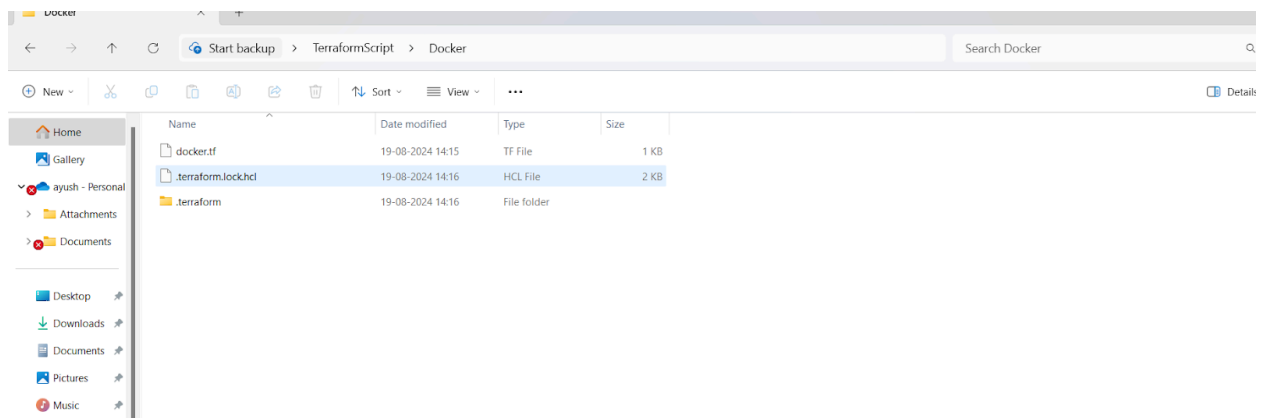 Docker
Start backup > TerraformScript > Docker
Search Docker
New
Sort
View
Details
Name Date modified Type Size
docker.tf 19-08-2024 14:15 TF File 1 KB
.terraform.lock.hcl 19-08-2024 14:16 HCL File 2 KB
.terraform 19-08-2024 14:16 File folder
Home
Gallery
ayush - Personal
Attachments
Documents
Desktop
Downloads
Documents
Pictures
Music